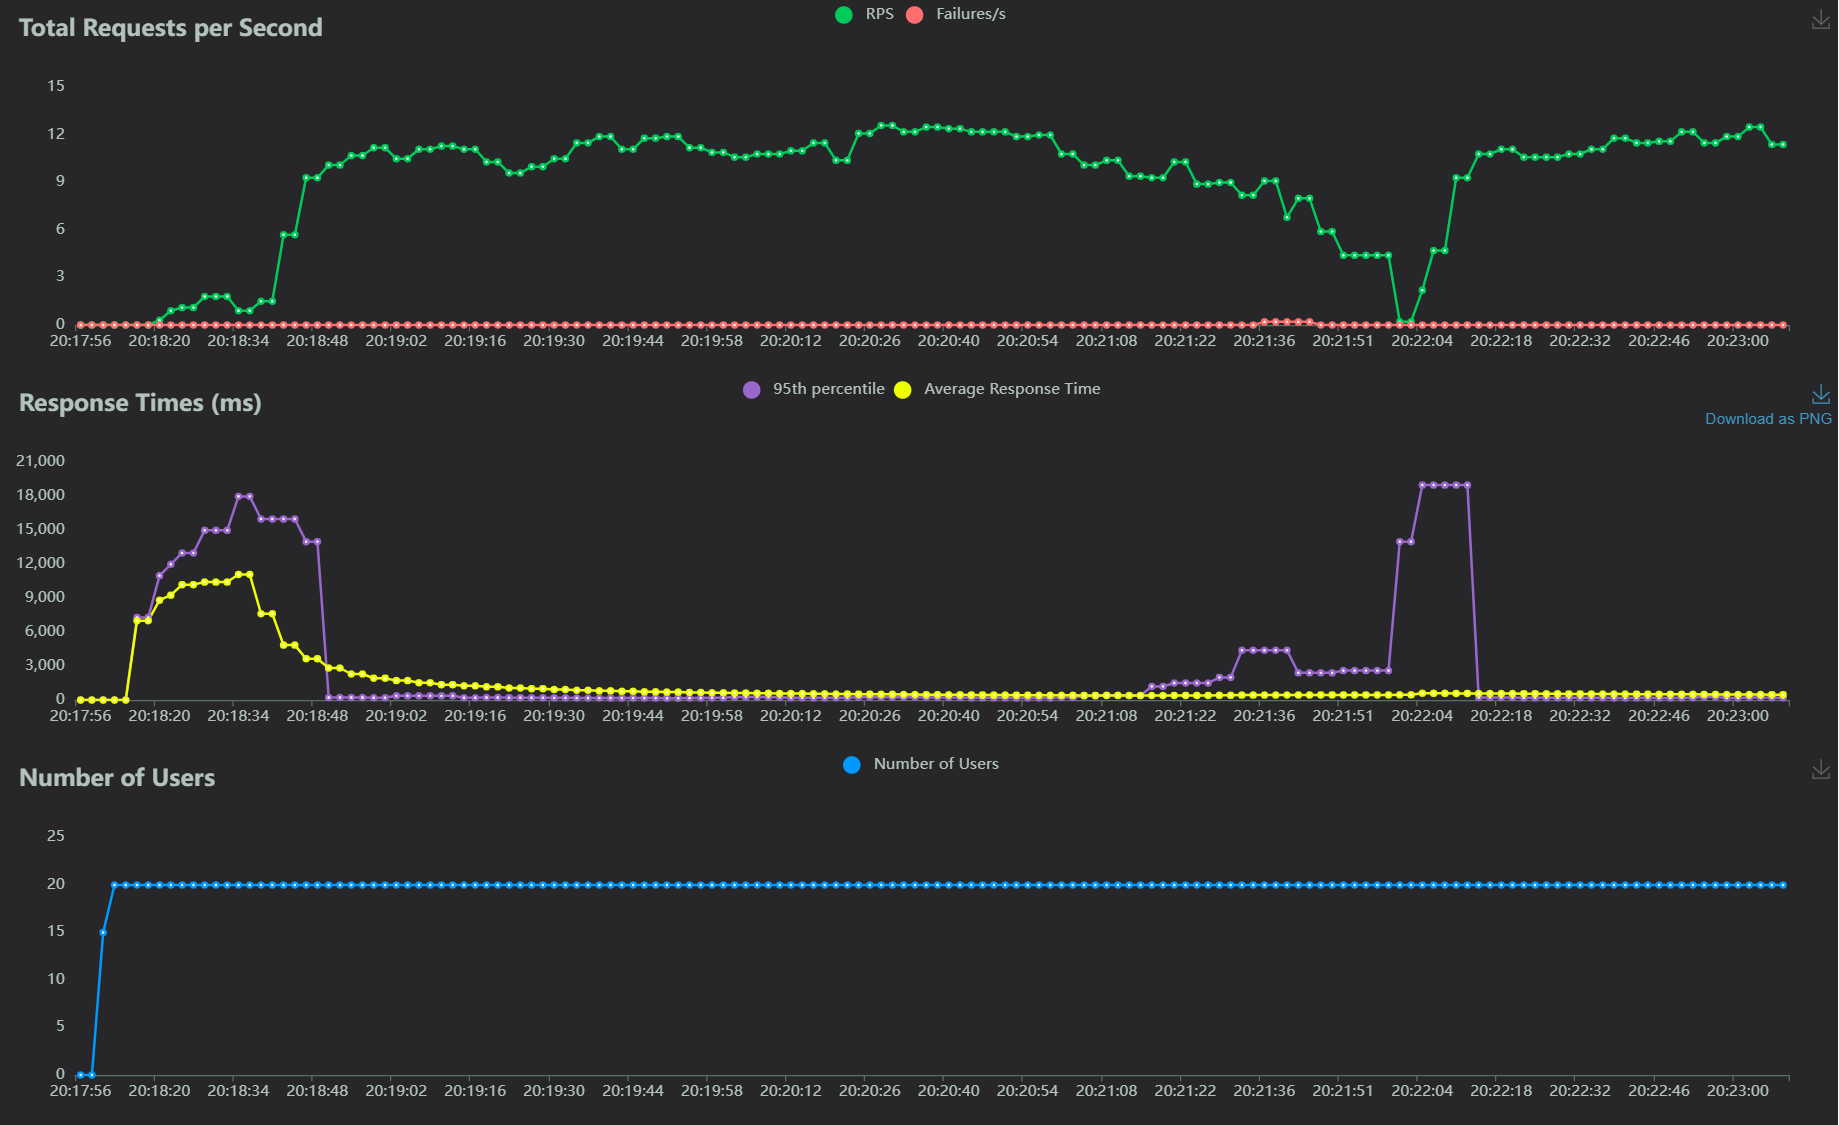 Total Requests per Second
RPS Failures/s
15
12
9
6
3
0
20:17:56 20:18:20 20:18:34 20:18:48 20:19:02 20:19:16 20:19:30 20:19:44 20:19:58 20:20:12 20:20:26 20:20:40 20:20:54 20:21:08 20:21:22 20:21:36 20:21:51 20:22:04 20:22:18 20:22:32 20:22:46 20:23:00
Response Times (ms)
95th percentile Average Response Time
Download as PNG
21,000
18,000
15,000
12,000
9,000
6,000
3,000
0
20:17:56 20:18:20 20:18:34 20:18:48 20:19:02 20:19:16 20:19:30 20:19:44 20:19:58 20:20:12 20:20:26 20:20:40 20:20:54 20:21:08 20:21:22 20:21:36 20:21:51 20:22:04 20:22:18 20:22:32 20:22:46 20:23:00
Number of Users
Number of Users
25
20
15
10
5
0
20:17:56 20:18:20 20:18:34 20:18:48 20:19:02 20:19:16 20:19:30 20:19:44 20:19:58 20:20:12 20:20:26 20:20:40 20:20:54 20:21:08 20:21:22 20:21:36 20:21:51 20:22:04 20:22:18 20:22:32 20:22:46 20:23:00